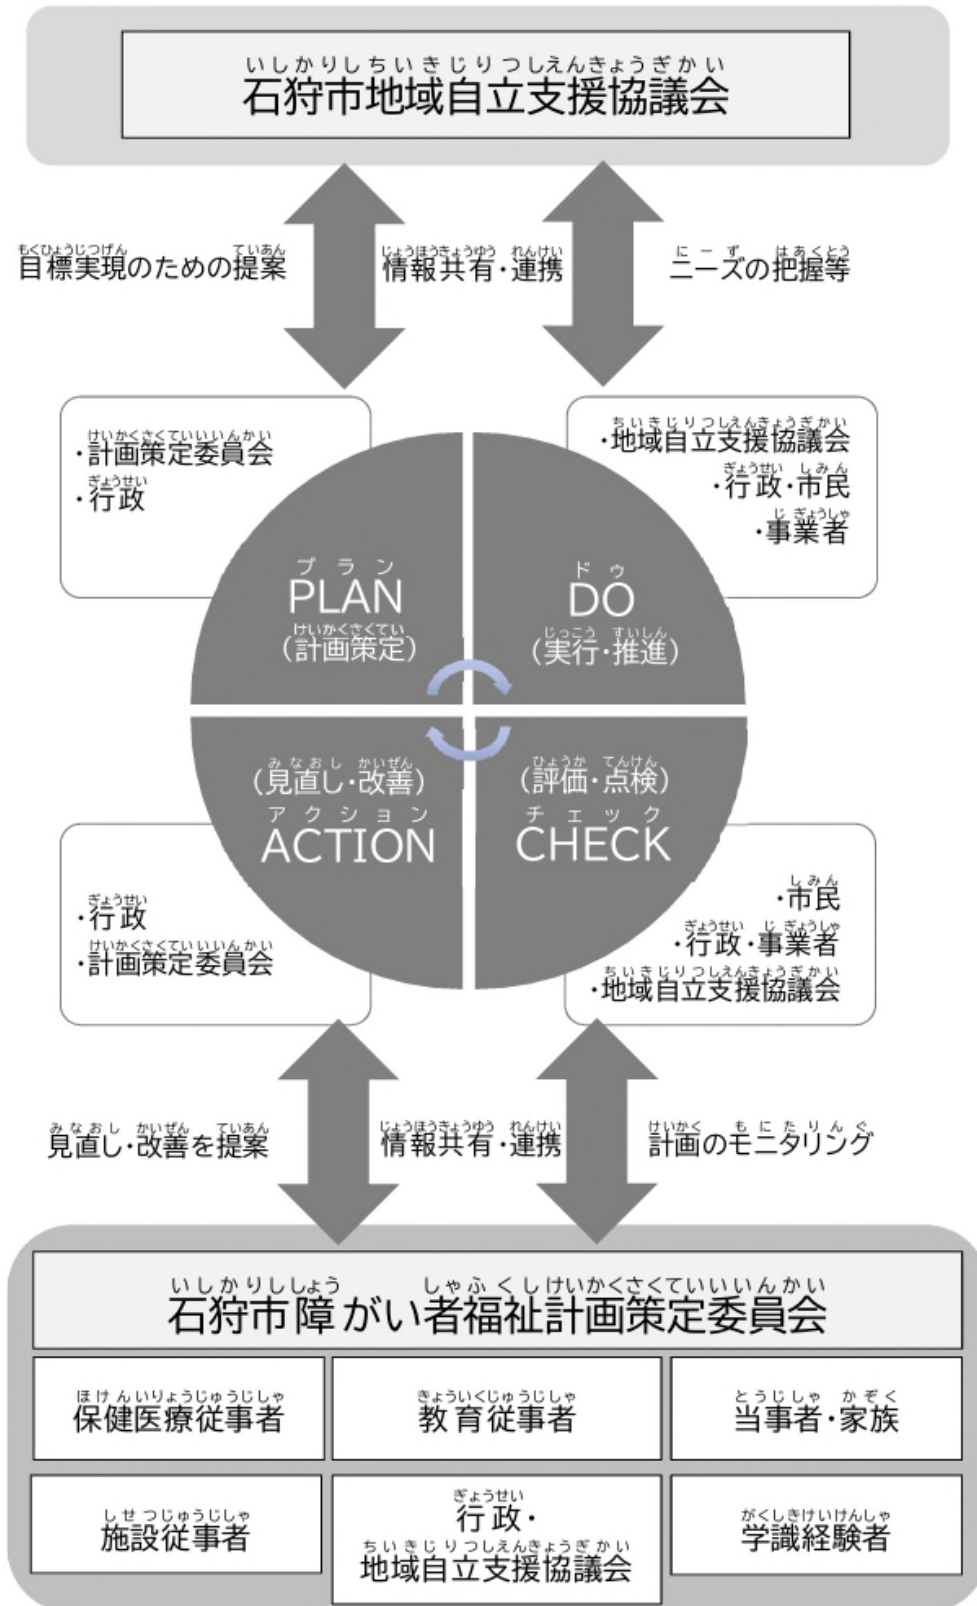 いしかりしちいきじりつしえんきょうぎかい
石狩市地域自立支援協議会
もくひょうじつげん ていあん
目標実現のための提案
じょうほうきょうゆう れんけい
情報共有・連携
にーず はあくとう
ニーズの把握等
けいかくさくていいいんかい
・計画策定委員会
ぎょうせい
・行政
ちいきじりつしえんきょうぎかい
・地域自立支援協議会
ぎょうせい しみん
・行政・市民
じぎょうしゃ
・事業者
プラン
PLAN
けいかくさくてい
(計画策定)
ドゥ
DO
じっこう すいしん
(実行・推進)
みなおし かいぜん
(見直し・改善)
アクション
ACTION
ひょうか てんけん
(評価・点検)
チェック
CHECK
ぎょうせい
・行政
けいかくさくていいいんかい
・計画策定委員会
しみん
・市民
ぎょうせい じぎょうしゃ
・行政・事業者
ちいきじりつしえんきょうぎかい
・地域自立支援協議会
みなおし かいぜん ていあん
見直し・改善を提案
じょうほうきょうゆう れんけい
情報共有・連携
けいかく もにたりんぐ
計画のモニタリング
いしかりししょう しゃふくしけいかくさくていいいんかい
石狩市障がい者福祉計画策定委員会
ほけんいりょうじゅうじしゃ
保健医療従事者
きょういくじゅうじしゃ
教育従事者
とうじしゃ かぞく
当事者・家族
しせつじゅうじしゃ
施設従事者
ぎょうせい
行政・
ちいきじりつしえんきょうぎかい
地域自立支援協議会
がくしきけいけんしゃ
学識経験者